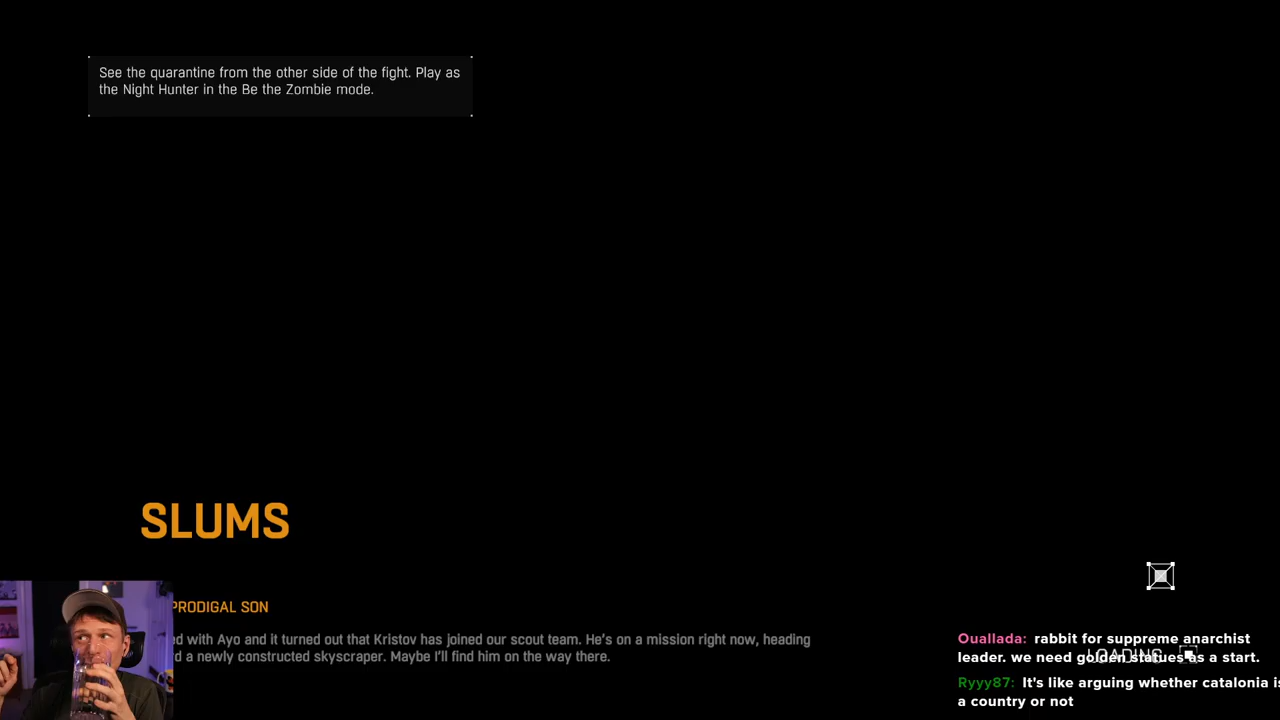 See the quarantine from the other side of the fight. Play as
the Night Hunter in the Be the Zombie mode.
SLUMS
PRODIGAL SON
ed with Ayo and it turned out that Kristov has joined our scout team. He's on a mission right now, heading
d a newly constructed skyscraper. Maybe I'll find him on the way there.
Ouallada: rabbit for suppreme anarchist
leader. we need golden statues as a start.
LOADING
Ryyy87: It's like arguing whether catalonia is
a country or not